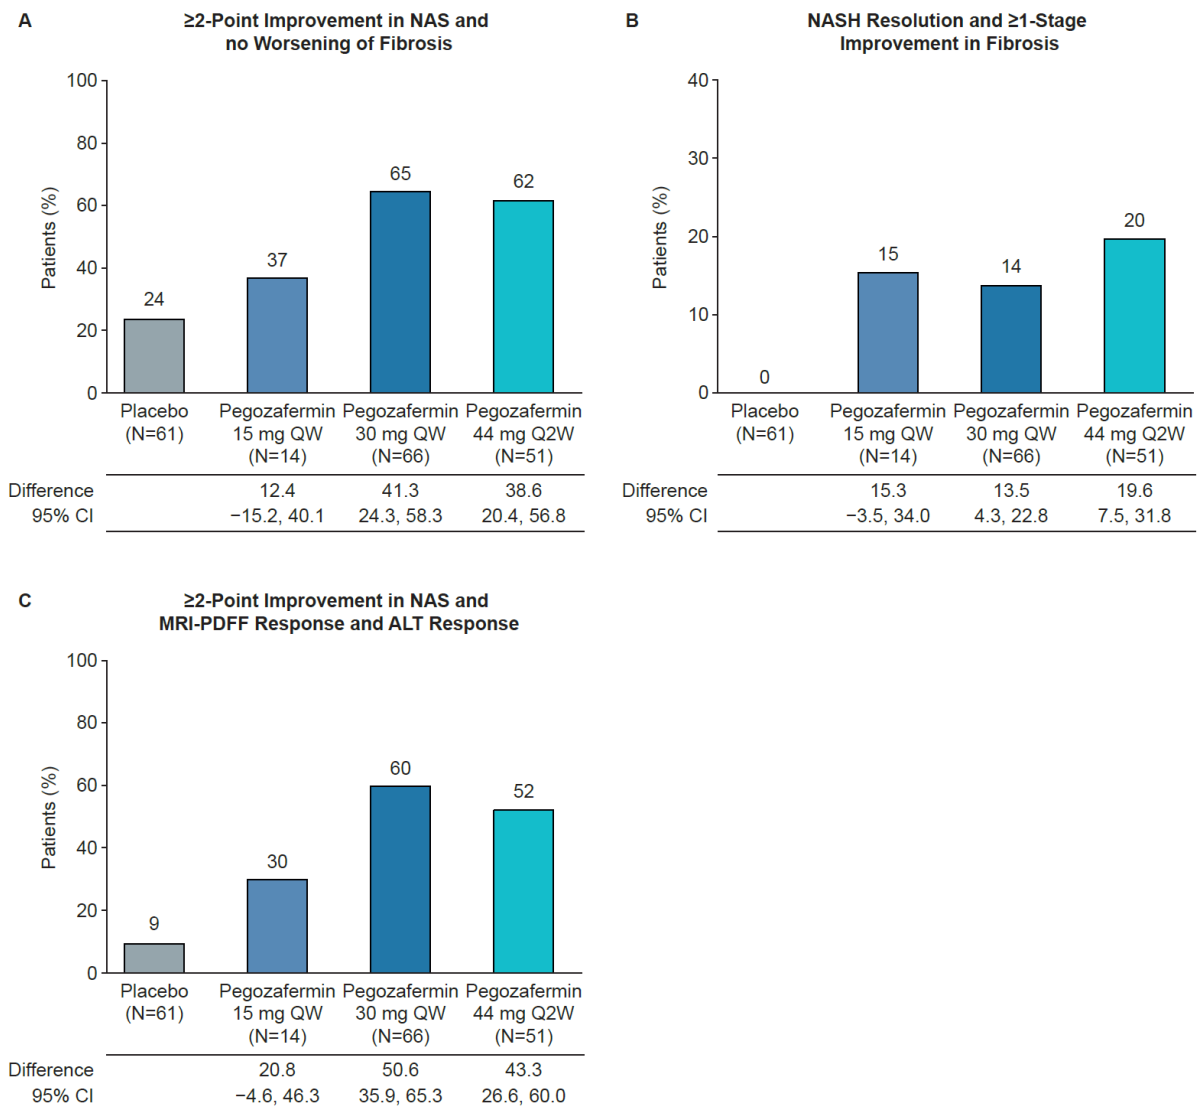 A
≥2-Point Improvement in NAS and
no Worsening of Fibrosis
Patients (%)
100
80
60
40
20
0
24
37
65
62
Placebo
(N=61)
Pegozafermin
15 mg QW
(N=14)
Pegozafermin
30 mg QW
(N=66)
Pegozafermin
44 mg Q2W
(N=51)
Difference 12.4 41.3 38.6
95% CI −15.2, 40.1 24.3, 58.3 20.4, 56.8
B
NASH Resolution and ≥1-Stage
Improvement in Fibrosis
Patients (%)
40
30
20
10
0
0
15
14
20
Placebo
(N=61)
Pegozafermin
15 mg QW
(N=14)
Pegozafermin
30 mg QW
(N=66)
Pegozafermin
44 mg Q2W
(N=51)
Difference 15.3 13.5 19.6
95% CI −3.5, 34.0 4.3, 22.8 7.5, 31.8
C
≥2-Point Improvement in NAS and
MRI-PDFF Response and ALT Response
Patients (%)
100
80
60
40
20
0
9
30
60
52
Placebo
(N=61)
Pegozafermin
15 mg QW
(N=14)
Pegozafermin
30 mg QW
(N=66)
Pegozafermin
44 mg Q2W
(N=51)
Difference 20.8 50.6 43.3
95% CI −4.6, 46.3 35.9, 65.3 26.6, 60.0